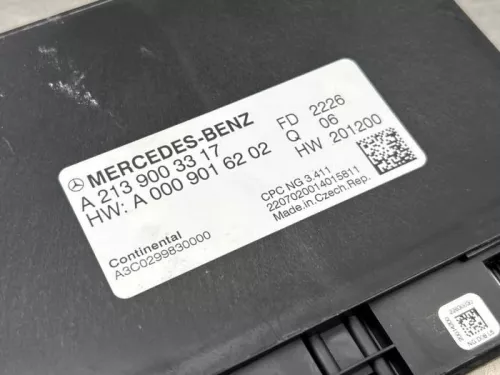 MERCEDES-BENZ
A 213 900 33 17
HW: A 000 901 62 02
FD 2226
Q 06
HW 201200
Continental
A3C0299830000
CPC NG 3.411
2207020014015811
Made in Czech.Rep.